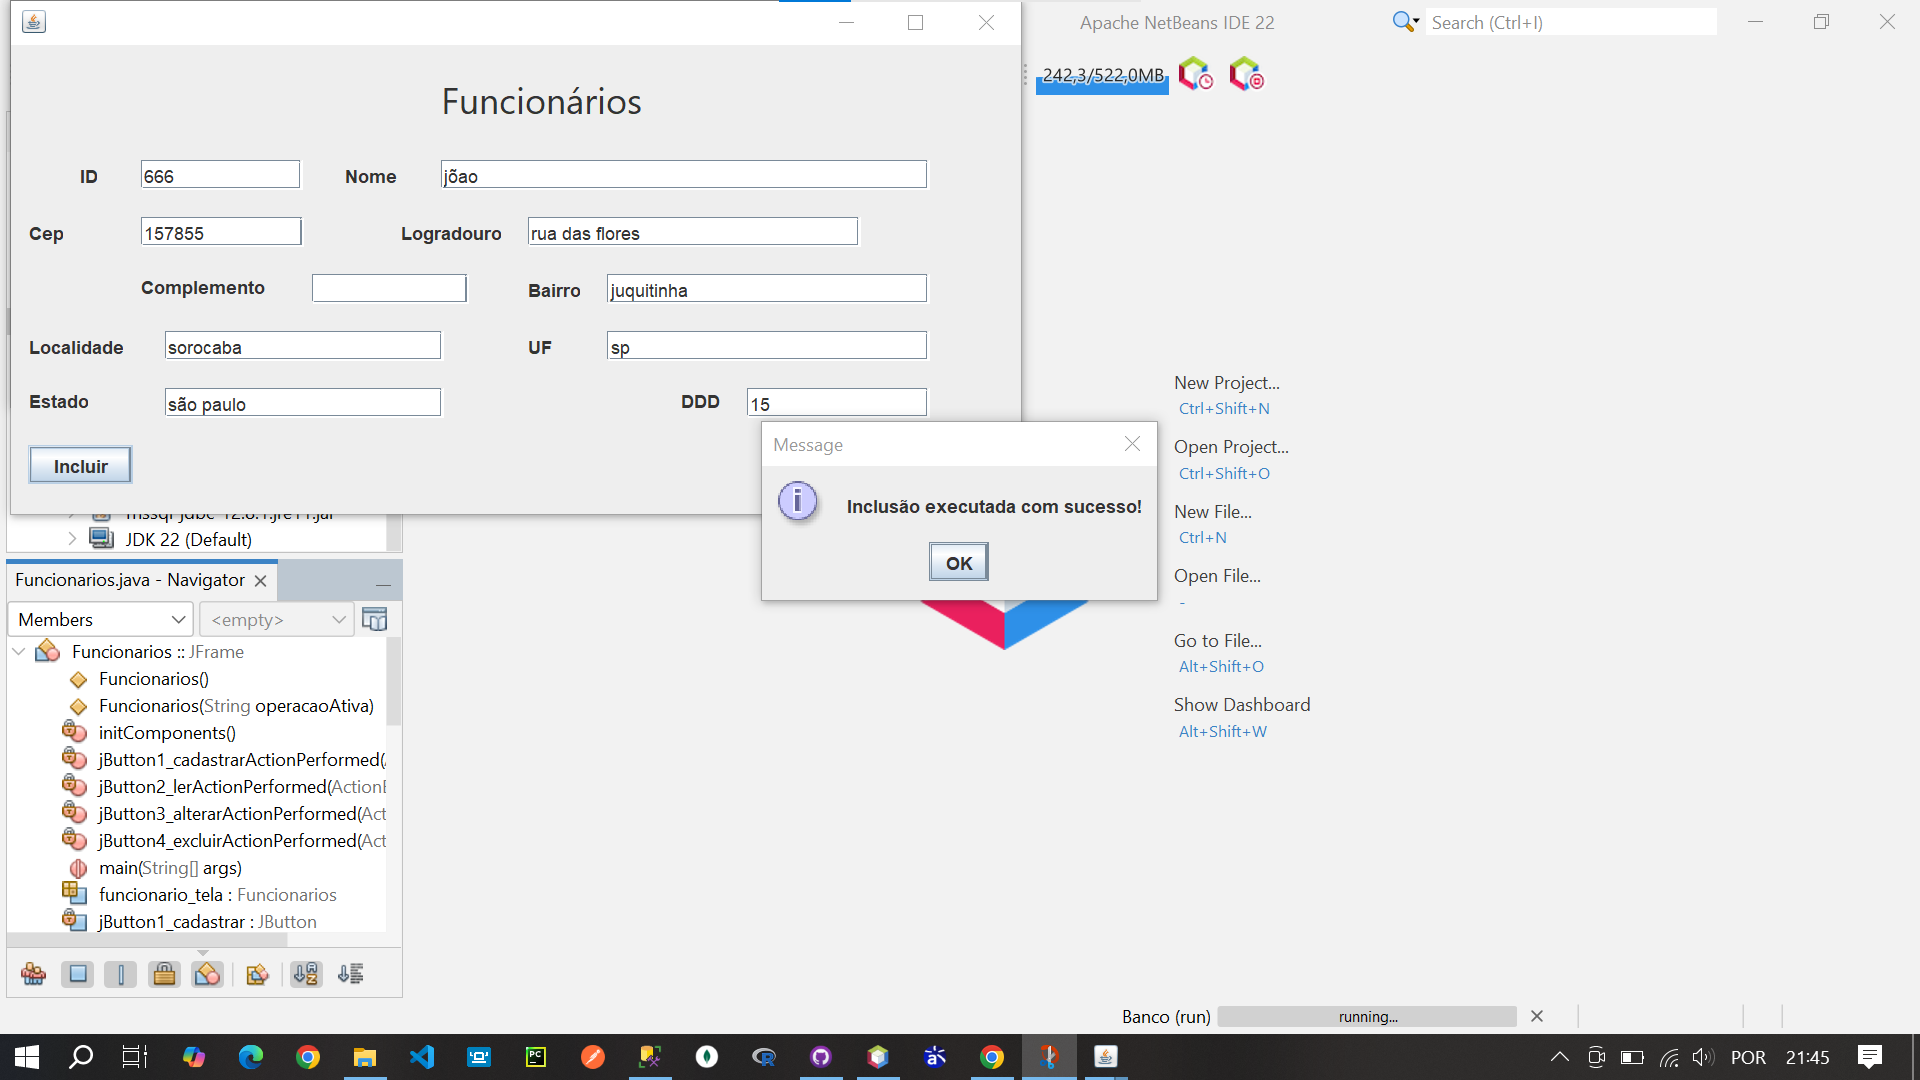 Apache NetBeans IDE 22
Search (Ctrl+I)
242,3/522,0MB
Funcionários
ID 666 Nome jõao
Cep 157855 Logradouro rua das flores
Complemento Bairro juquitinha
Localidade sorocaba UF sp
Estado são paulo DDD 15
Incluir
Message
Inclusão executada com sucesso!
OK
New Project...
Ctrl+Shift+N
Open Project...
Ctrl+Shift+O
New File...
Ctrl+N
Open File...
-
Go to File...
Alt+Shift+O
Show Dashboard
Alt+Shift+W
JDK 22 (Default)
Funcionarios.java - Navigator
Members <empty>
Funcionarios :: JFrame
Funcionarios()
Funcionarios(String operacaoAtiva)
initComponents()
jButton1_cadastrarActionPerformed(
jButton2_lerActionPerformed(Action
jButton3_alterarActionPerformed(Act
jButton4_excluirActionPerformed(Act
main(String[] args)
funcionario_tela : Funcionarios
jButton1_cadastrar : JButton
Banco (run) running...
POR 21:45